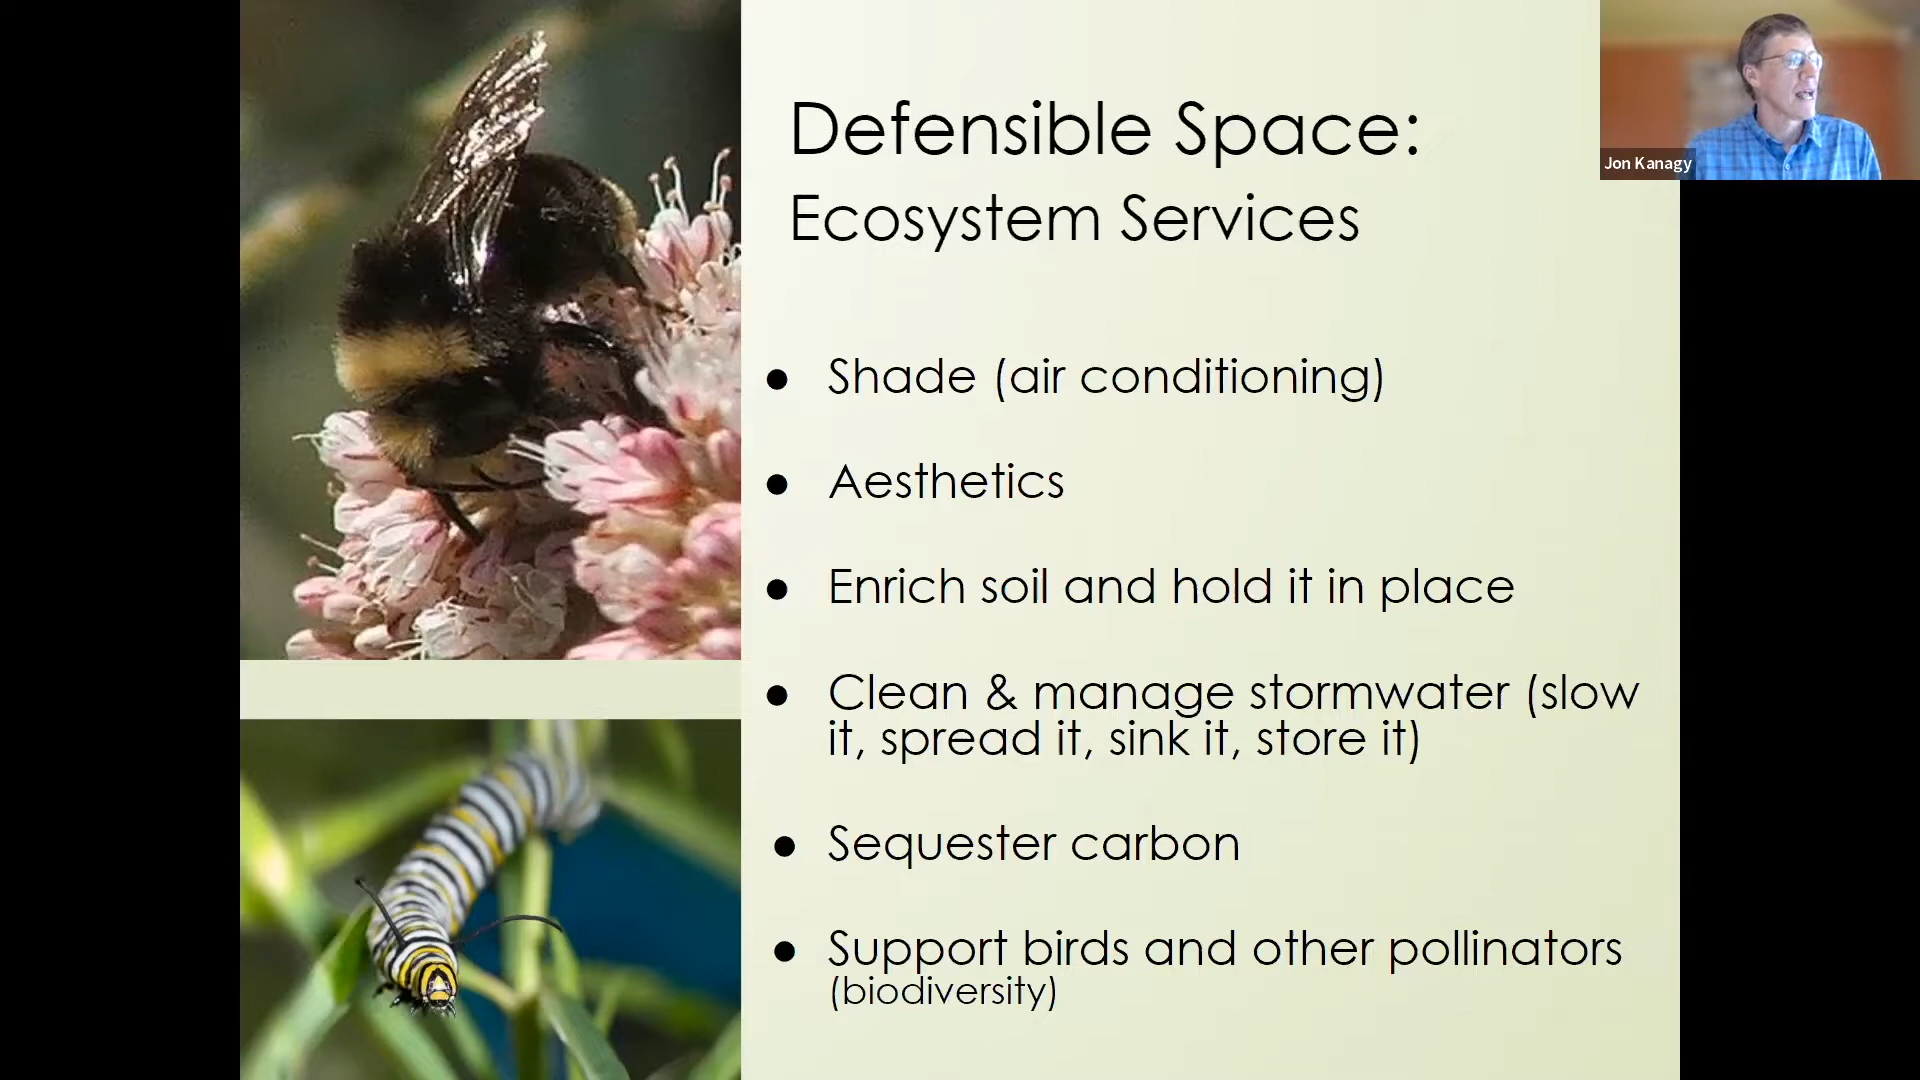 Defensible Space:
Ecosystem Services
Jon Kanagy
● Shade (air conditioning)
● Aesthetics
● Enrich soil and hold it in place
● Clean & manage stormwater (slow
it, spread it, sink it, store it)
● Sequester carbon
● Support birds and other pollinators
(biodiversity)